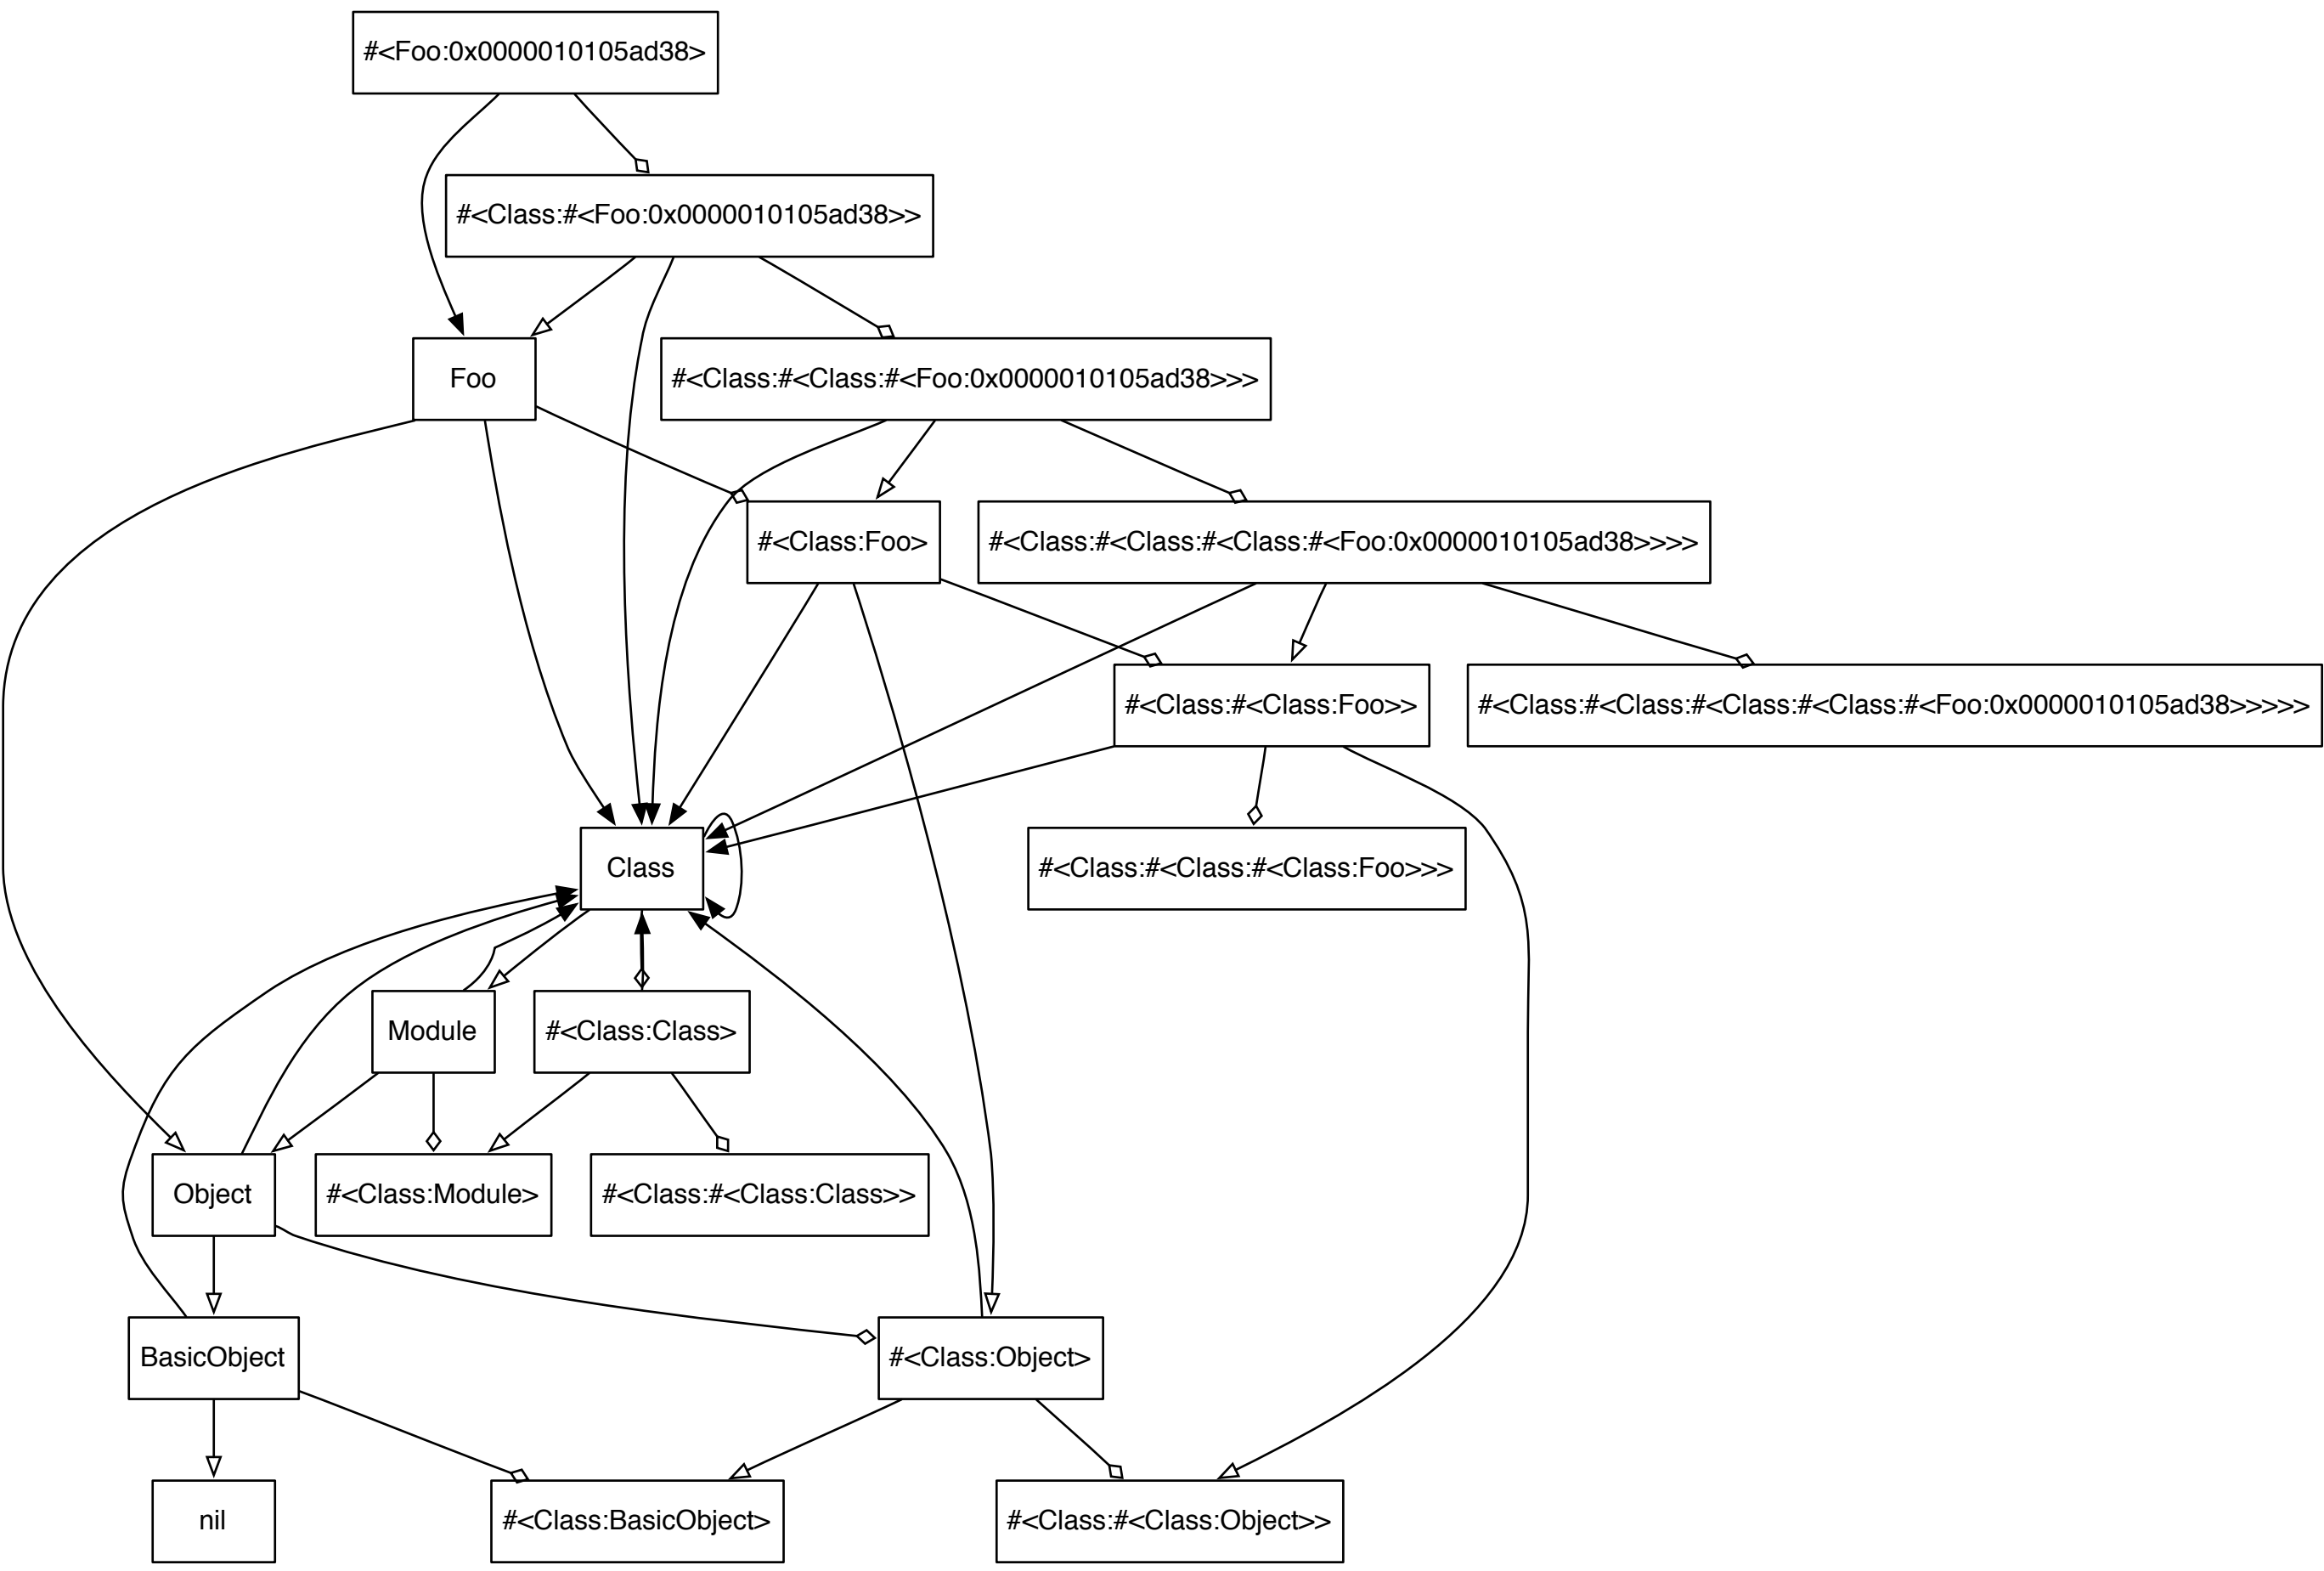 #<Foo:0x0000010105ad38>
#<Class:#<Foo:0x0000010105ad38>>
Foo
#<Class:#<Class:#<Foo:0x0000010105ad38>>>
#<Class:Foo>
#<Class:#<Class:#<Class:#<Foo:0x0000010105ad38>>>>
#<Class:#<Class:Foo>>
#<Class:#<Class:#<Class:#<Class:#<Foo:0x0000010105ad38>>>>>
Class
#<Class:#<Class:#<Class:Foo>>>
Module
#<Class:Class>
Object
#<Class:Module>
#<Class:#<Class:Class>>
BasicObject
#<Class:Object>
nil
#<Class:BasicObject>
#<Class:#<Class:Object>>